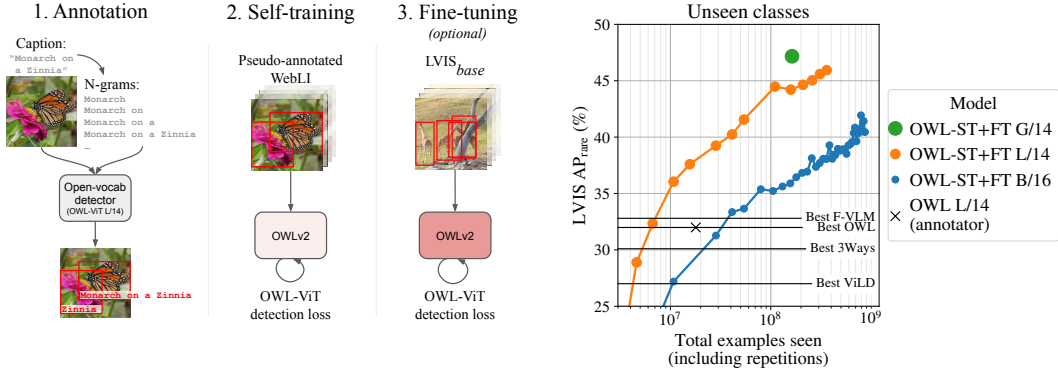 1. Annotation
Caption:
"Monarch on
a Zinnia"
N-grams:
Monarch
Monarch on
Monarch on a
Monarch on a Zinnia
…
Open-vocab
detector
(OWL-ViT L/14)
Monarch on a Zinnia
Zinnia
2. Self-training
Pseudo-annotated
WebLI
OWLv2
OWL-ViT
detection loss
3. Fine-tuning
(optional)
LVISbase
OWLv2
OWL-ViT
detection loss
Unseen classes
LVIS APrare (%)
50
45
40
35
30
25
Best F-VLM
Best OWL
Best 3Ways
Best ViLD
10⁷ 10⁸ 10⁹
Total examples seen
(including repetitions)
Model
OWL-ST+FT G/14
OWL-ST+FT L/14
OWL-ST+FT B/16
OWL L/14
(annotator)